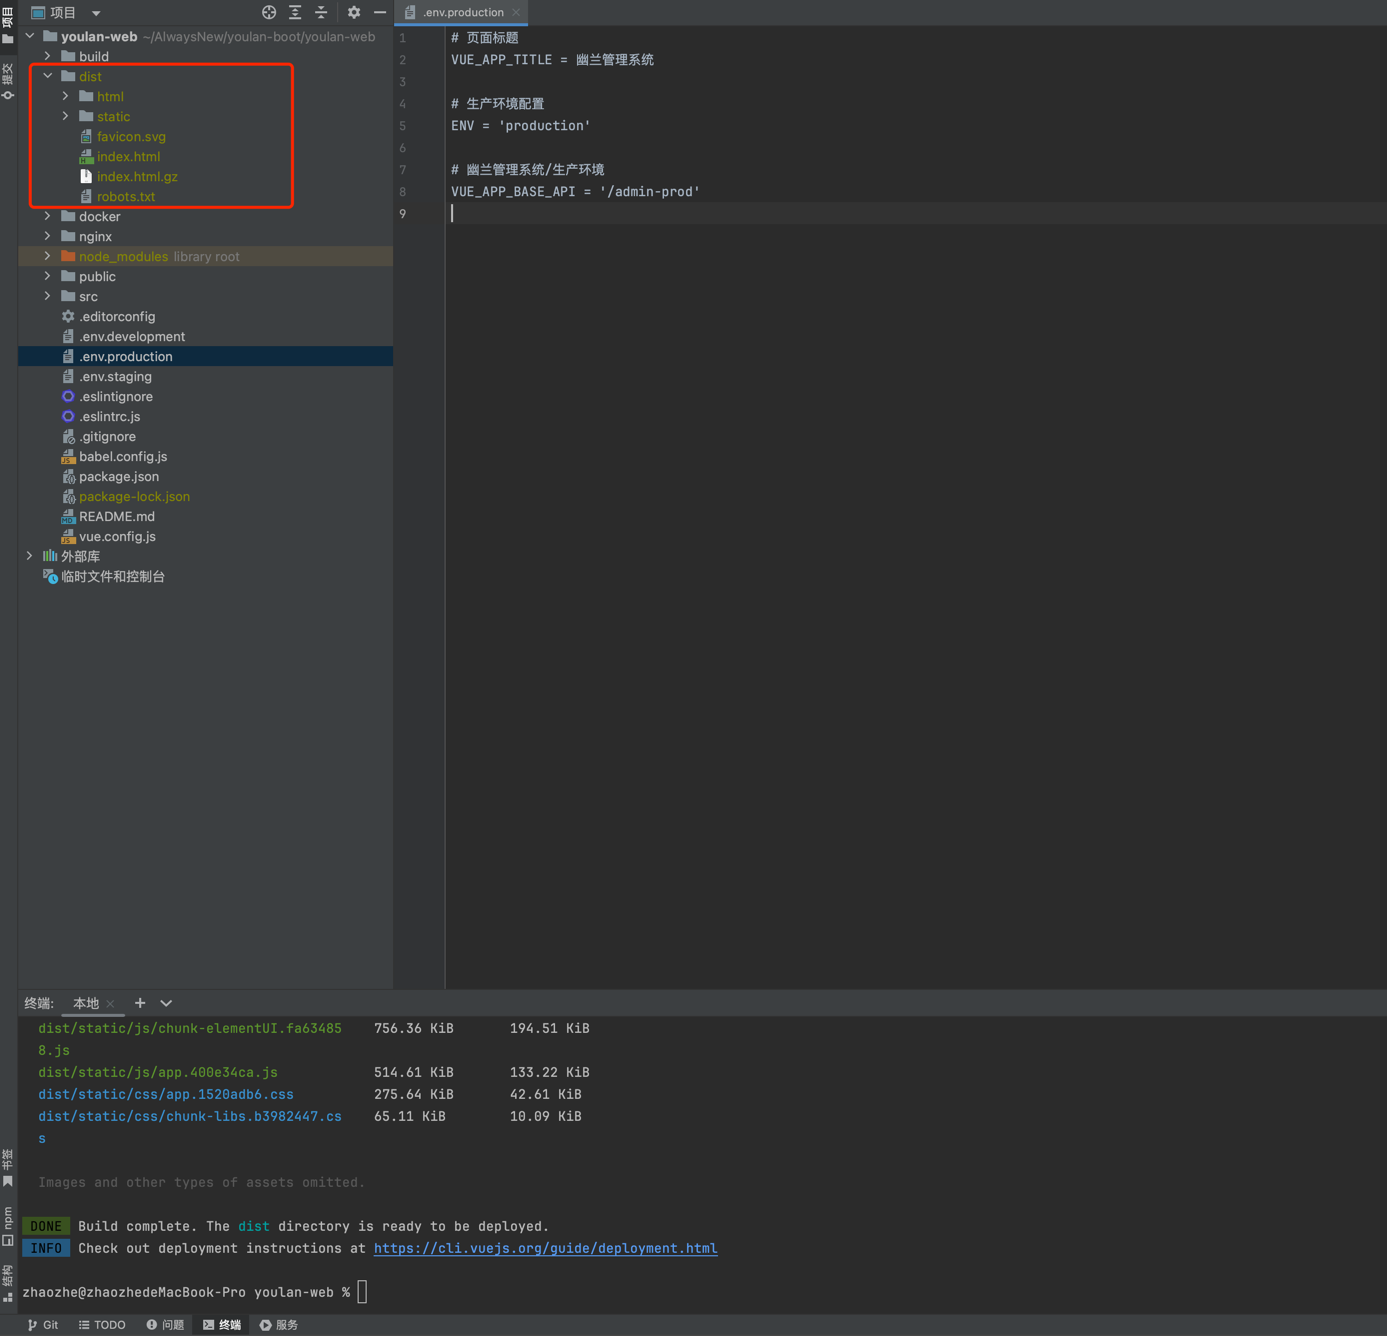 项目
.env.production
项目
提交
youlan-web ~/AlwaysNew/youlan-boot/youlan-web
build
dist
html
static
favicon.svg
index.html
index.html.gz
robots.txt
docker
nginx
node_modules library root
public
src
.editorconfig
.env.development
.env.production
.env.staging
.eslintignore
.eslintrc.js
.gitignore
babel.config.js
package.json
package-lock.json
README.md
vue.config.js
外部库
临时文件和控制台
1 # 页面标题
2 VUE_APP_TITLE = 幽兰管理系统
3
4 # 生产环境配置
5 ENV = 'production'
6
7 # 幽兰管理系统/生产环境
8 VUE_APP_BASE_API = '/admin-prod'
9
终端: 本地
dist/static/js/chunk-elementUI.fa63485 756.36 KiB 194.51 KiB
8.js
dist/static/js/app.400e34ca.js 514.61 KiB 133.22 KiB
dist/static/css/app.1520adb6.css 275.64 KiB 42.61 KiB
dist/static/css/chunk-libs.b3982447.cs 65.11 KiB 10.09 KiB
s
Images and other types of assets omitted.
DONE Build complete. The dist directory is ready to be deployed.
INFO Check out deployment instructions at https://cli.vuejs.org/guide/deployment.html
zhaozhe@zhaozhedeMacBook-Pro youlan-web %
书签
npm
结构
Git TODO 问题 终端 服务